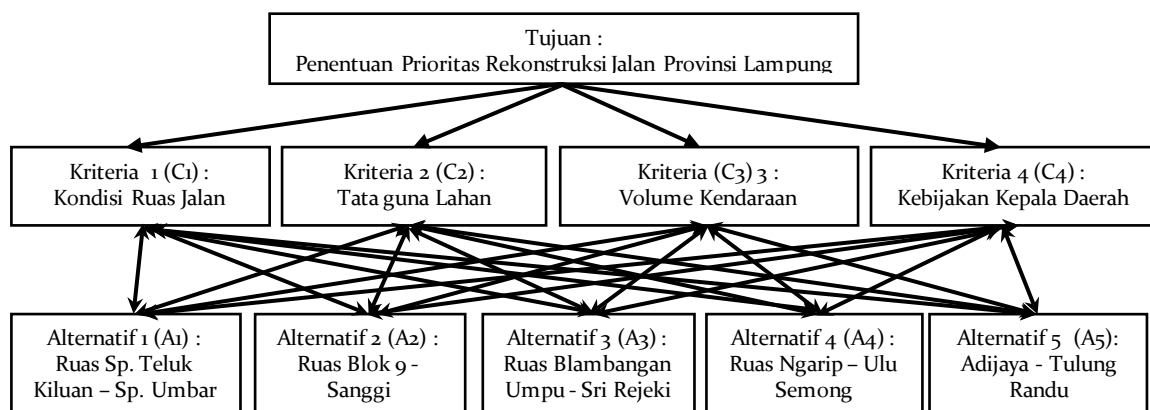 Tujuan :
Penentuan Prioritas Rekonstruksi Jalan Provinsi Lampung
Kriteria 1 (C1) :
Kondisi Ruas Jalan
Kriteria 2 (C2) :
Tata guna Lahan
Kriteria (C3) 3 :
Volume Kendaraan
Kriteria 4 (C4) :
Kebijakan Kepala Daerah
Alternatif 1 (A1) :
Ruas Sp. Teluk
Kiluan – Sp. Umbar
Alternatif 2 (A2) :
Ruas Blok 9 -
Sanggi
Alternatif 3 (A3) :
Ruas Blambangan
Umpu - Sri Rejeki
Alternatif 4 (A4) :
Ruas Ngarip – Ulu
Semong
Alternatif 5 (A5):
Adijaya - Tulung
Randu